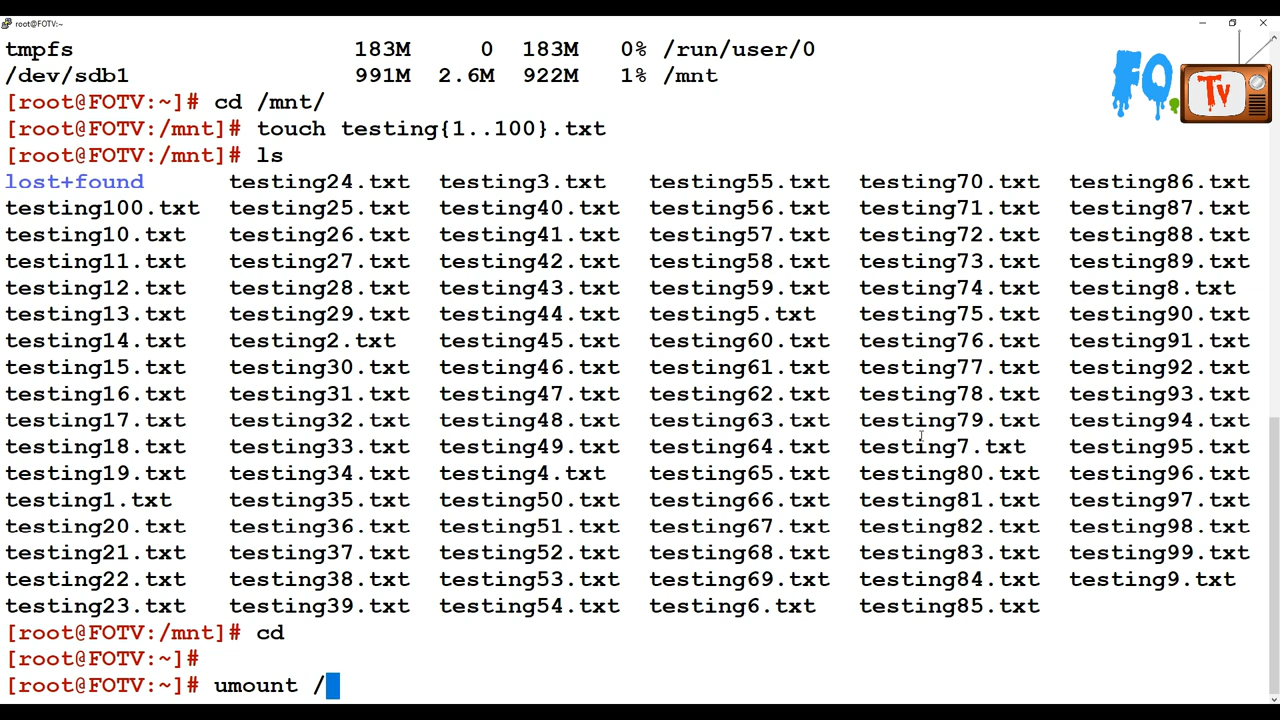 root@FOTV:~
tmpfs 183M 0 183M 0% /run/user/0
/dev/sdb1 991M 2.6M 922M 1% /mnt
[root@FOTV:~]# cd /mnt/
[root@FOTV:/mnt]# touch testing{1..100}.txt
[root@FOTV:/mnt]# ls
lost+found testing24.txt testing3.txt testing55.txt testing70.txt testing86.txt
testing100.txt testing25.txt testing40.txt testing56.txt testing71.txt testing87.txt
testing10.txt testing26.txt testing41.txt testing57.txt testing72.txt testing88.txt
testing11.txt testing27.txt testing42.txt testing58.txt testing73.txt testing89.txt
testing12.txt testing28.txt testing43.txt testing59.txt testing74.txt testing8.txt
testing13.txt testing29.txt testing44.txt testing5.txt testing75.txt testing90.txt
testing14.txt testing2.txt testing45.txt testing60.txt testing76.txt testing91.txt
testing15.txt testing30.txt testing46.txt testing61.txt testing77.txt testing92.txt
testing16.txt testing31.txt testing47.txt testing62.txt testing78.txt testing93.txt
testing17.txt testing32.txt testing48.txt testing63.txt testing79.txt testing94.txt
testing18.txt testing33.txt testing49.txt testing64.txt testing7.txt testing95.txt
testing19.txt testing34.txt testing4.txt testing65.txt testing80.txt testing96.txt
testing1.txt testing35.txt testing50.txt testing66.txt testing81.txt testing97.txt
testing20.txt testing36.txt testing51.txt testing67.txt testing82.txt testing98.txt
testing21.txt testing37.txt testing52.txt testing68.txt testing83.txt testing99.txt
testing22.txt testing38.txt testing53.txt testing69.txt testing84.txt testing9.txt
testing23.txt testing39.txt testing54.txt testing6.txt testing85.txt
[root@FOTV:/mnt]# cd
[root@FOTV:~]#
[root@FOTV:~]# umount /
FO.
Tv